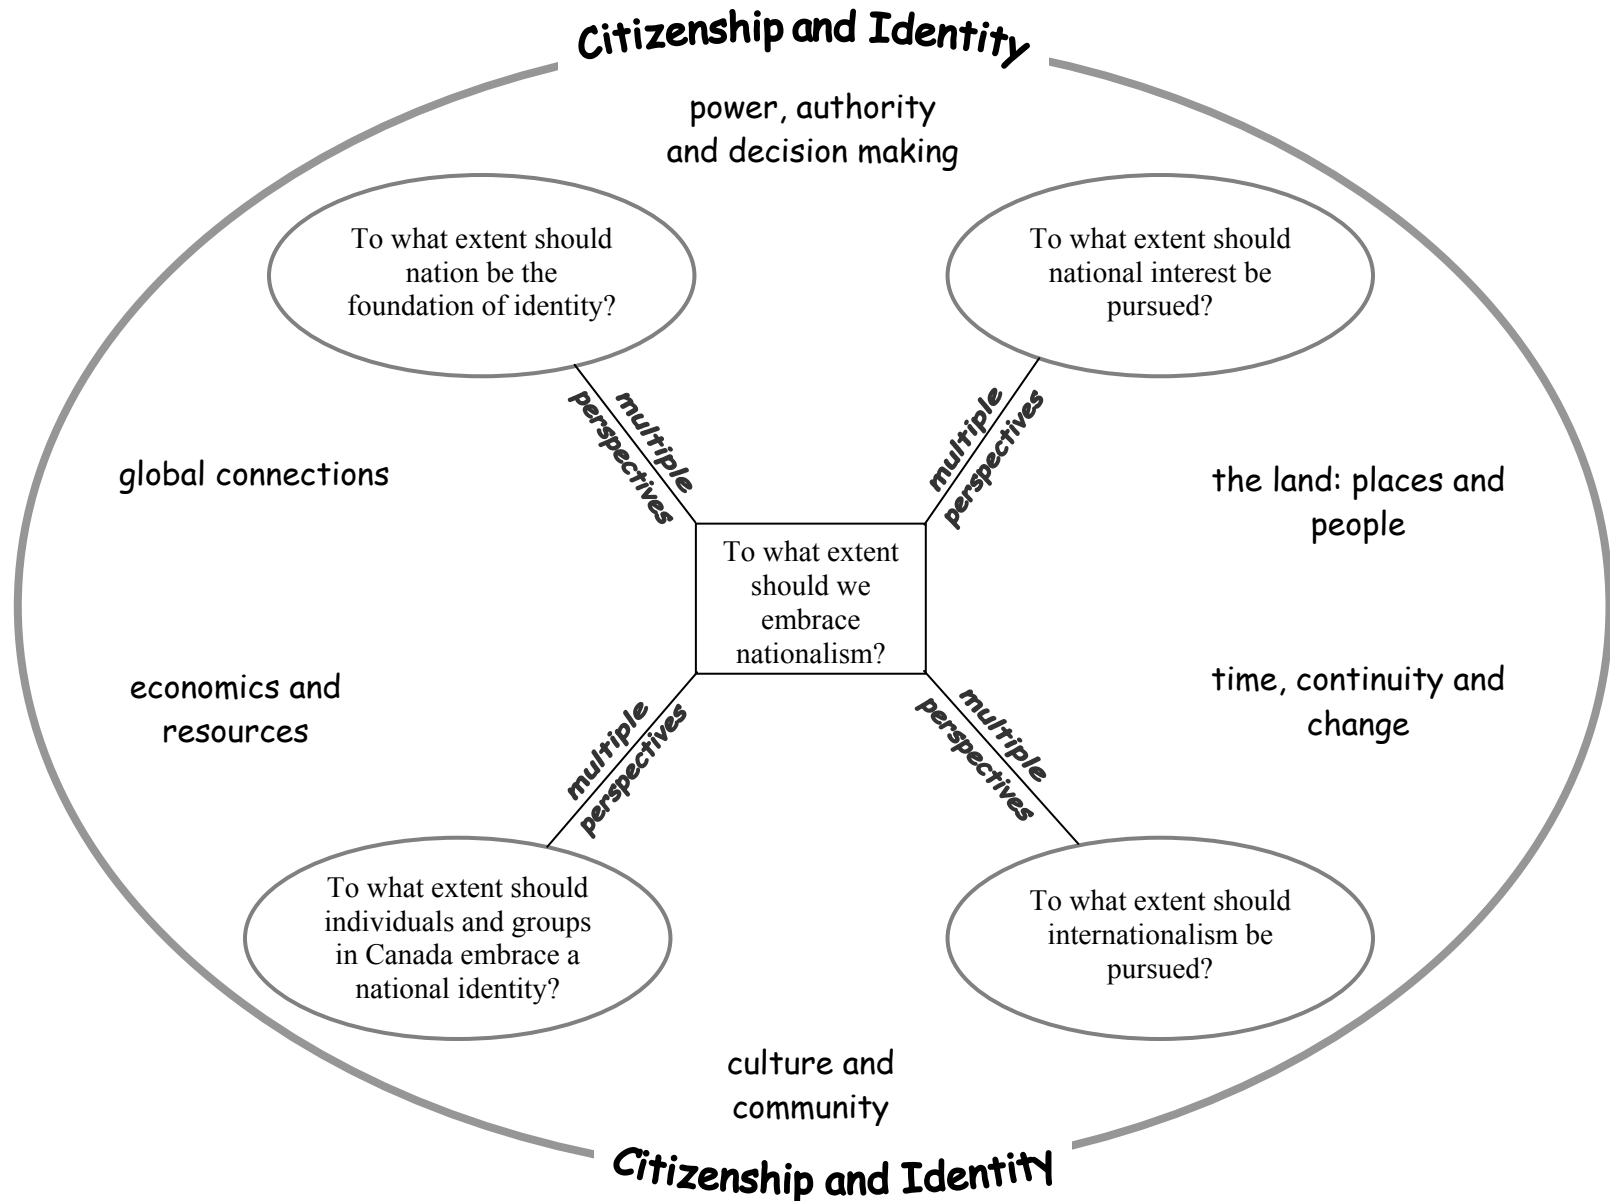 Citizenship and Identity
power, authority
and decision making
To what extent should
nation be the
foundation of identity?
To what extent should
national interest be
pursued?
multiple
perspectives
multiple
perspectives
global connections
the land: places and
people
To what extent
should we
embrace
nationalism?
economics and
resources
time, continuity and
change
multiple
perspectives
multiple
perspectives
To what extent should
individuals and groups
in Canada embrace a
national identity?
To what extent should
internationalism be
pursued?
culture and
community
Citizenship and Identity